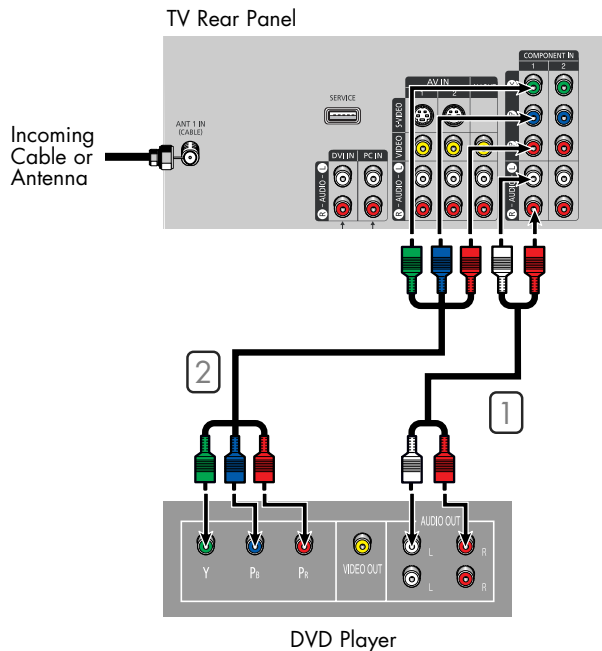 TV Rear Panel
COMPONENT IN
1 2
AV IN
1 2
S-VIDEO
SERVICE
ANT 1 IN
(CABLE)
Incoming
Cable or
Antenna
VIDEO
DVI IN
PC IN
R - AUDIO - L
R - AUDIO - L
R - AUDIO - L
2
1
AUDIO OUT
Y
PB
PR
VIDEO OUT
L
R
L
R
DVD Player